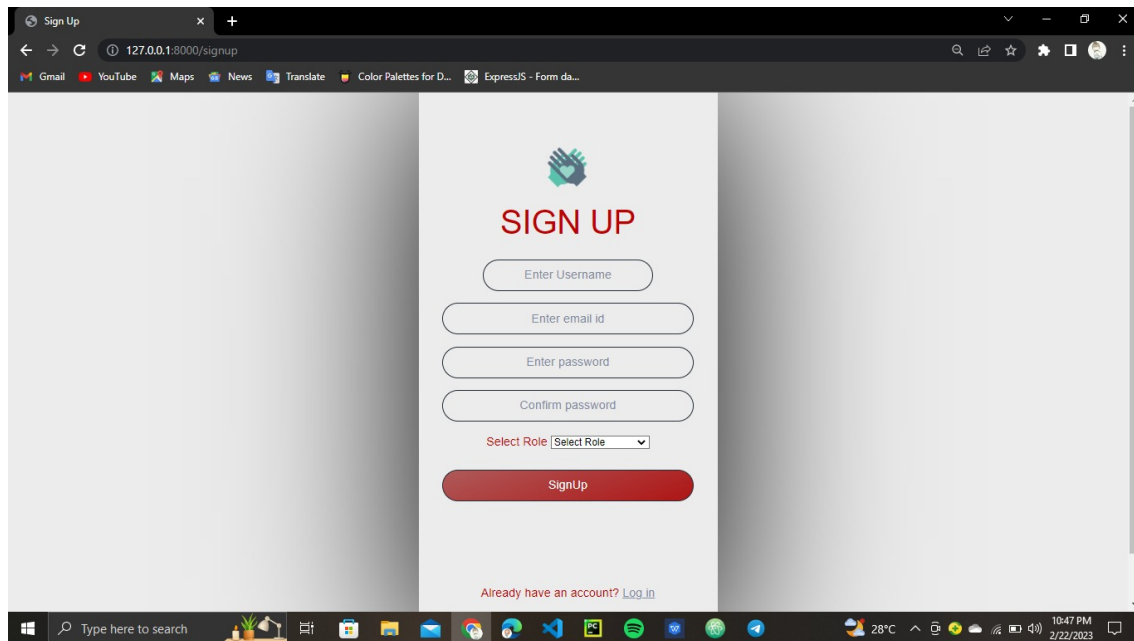 Sign Up
127.0.0.1:8000/signup
Gmail YouTube Maps News Translate Color Palettes for D... ExpressJS - Form da...
SIGN UP
Enter Username
Enter email id
Enter password
Confirm password
Select Role Select Role
SignUp
Already have an account? Log in
Type here to search
28°C
10:47 PM
2/22/2023